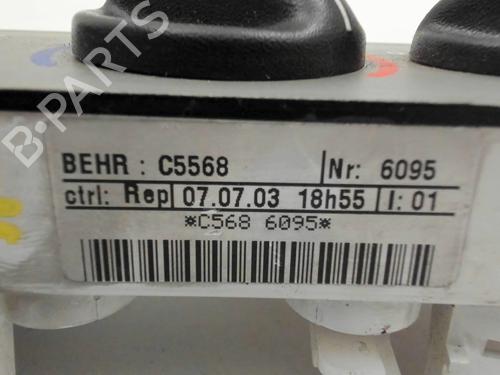 B-PARTS
BEHR : C5568 Nr: 6095
ctrl: Rep 07.07.03 18h55 I: 01
*C568 6095*